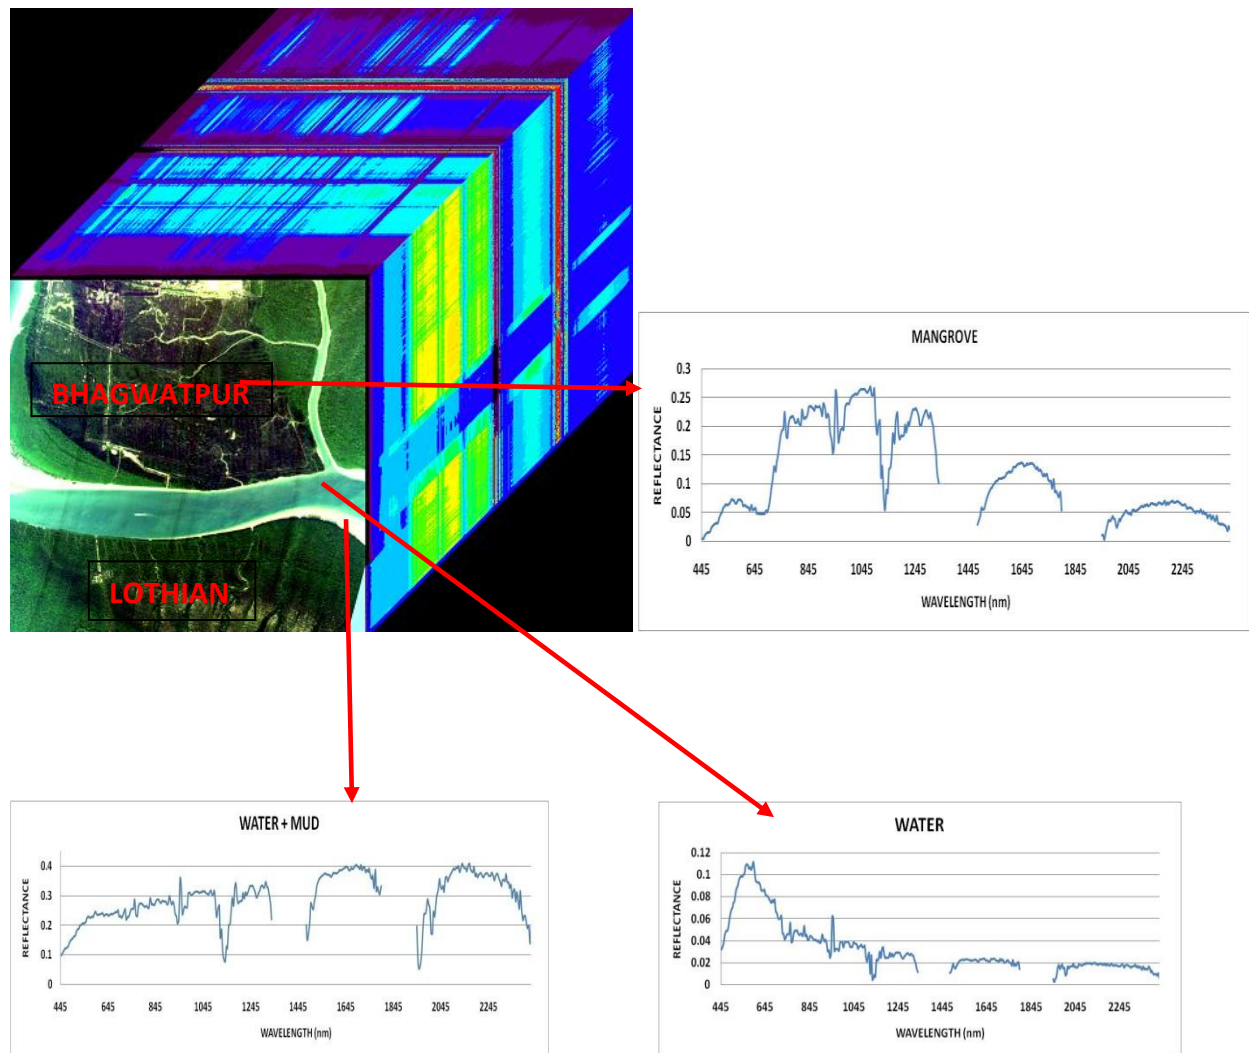 BHAGWATPUR
LOTHIAN
MANGROVE
REFLECTANCE
0.3
0.25
0.2
0.15
0.1
0.05
0
445 645 845 1045 1245 1445 1645 1845 2045 2245
WAVELENGTH (nm)
WATER + MUD
REFLECTANCE
0.4
0.3
0.2
0.1
0
445 645 845 1045 1245 1445 1645 1845 2045 2245
WAVELENGTH (nm)
WATER
REFLECTANCE
0.12
0.1
0.08
0.06
0.04
0.02
0
445 645 845 1045 1245 1445 1645 1845 2045 2245
WAVELENGTH (nm)